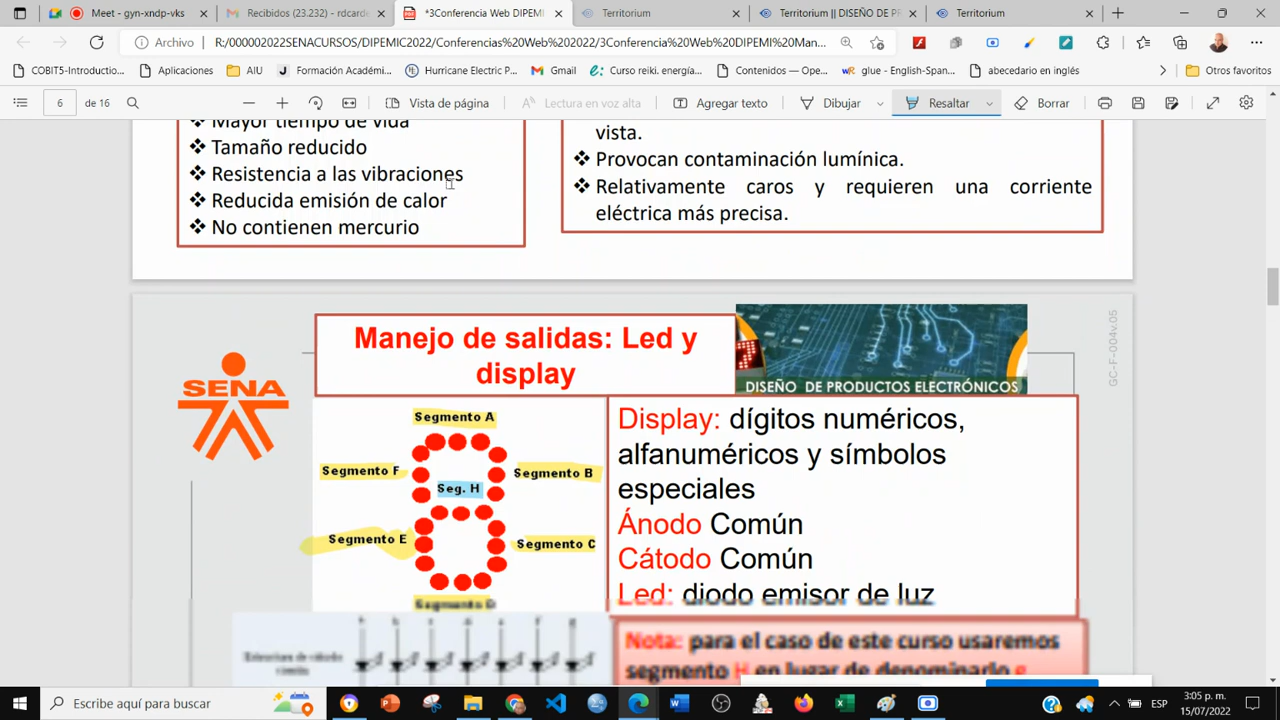 Meet - gyn-xndp-vks
Recibidos (23.232) - rdcarde
*3Conferencia Web DIPEMI
Territorium
Territorium || DISEÑO DE PR
Territorium
Archivo
R:/000002022SENACURSOS/DIPEMIC2022/Conferencias%20Web%202022/3Conferencia%20Web%20DIPEMI%20Man...
COBIT5-Introductio...
Aplicaciones
AIU
Formación Académi...
Hurricane Electric P...
Gmail
Curso reiki. energía...
Contenidos — Ope...
glue - English-Span...
abecedario en inglés
Otros favoritos
6 de 16
Vista de página
Lectura en voz alta
Agregar texto
Dibujar
Resaltar
Borrar
❖ Mayor tiempo de vida
❖ Tamaño reducido
❖ Resistencia a las vibraciones
❖ Reducida emisión de calor
❖ No contienen mercurio
vista.
❖ Provocan contaminación lumínica.
❖ Relativamente caros y requieren una corriente
eléctrica más precisa.
Manejo de salidas: Led y
display
SENA
DISEÑO DE PRODUCTOS ELECTRÓNICOS
GC-F-004v.05
Segmento A
Segmento F
Segmento B
Seg. H
Segmento E
Segmento C
Segmento D
Display: dígitos numéricos,
alfanuméricos y símbolos
especiales
Ánodo Común
Cátodo Común
Led: diodo emisor de luz
Nota: para el caso de este curso usaremos
segmento H en lugar de denominarlo e
Escribe aquí para buscar
ESP
3:05 p. m.
15/07/2022